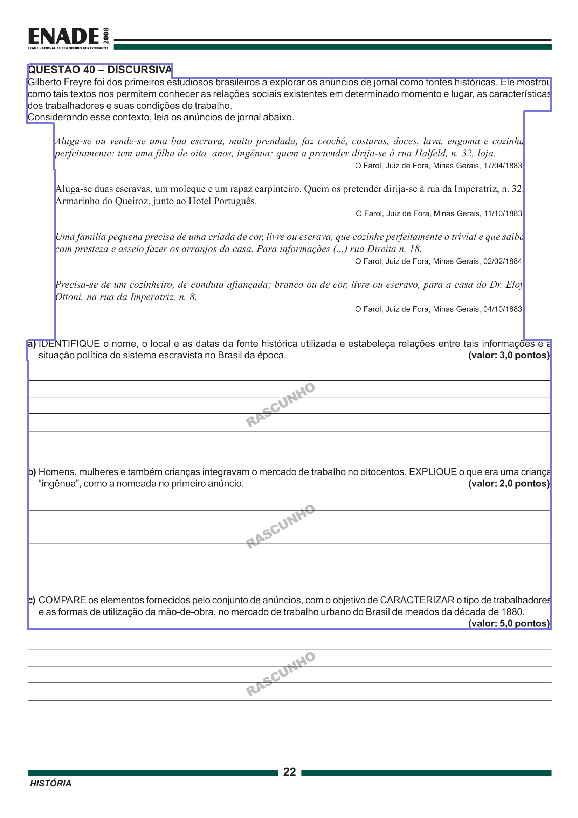 ENADE 2008
EXAME NACIONAL DE DESEMPENHO DOS ESTUDANTES
QUESTÃO 40 – DISCURSIVA
Gilberto Freyre foi dos primeiros estudiosos brasileiros a explorar os anúncios de jornal como fontes históricas. Ele mostrou
como tais textos nos permitem conhecer as relações sociais existentes em determinado momento e lugar, as características
dos trabalhadores e suas condições de trabalho.
Considerando esse contexto, leia os anúncios de jornal abaixo.
Aluga-se ou vende-se uma boa escrava, muito prendada, faz croché, costuras, doces, lava, engoma e cozinha
perfeitamente: tem uma filha de oito anos, ingênua; quem a pretender dirija-se à rua Halfeld, n. 32, loja.
O Farol, Juiz de Fora, Minas Gerais, 17/04/1883
Aluga-se duas escravas, um moleque e um rapaz carpinteiro. Quem os pretender dirija-se à rua da Imperatriz, n. 32
Armarinho do Queiroz, junto ao Hotel Português.
O Farol, Juiz de Fora, Minas Gerais, 11/10/1983
Uma família pequena precisa de uma criada de cor, livre ou escrava, que cozinhe perfeitamente o trivial e que saiba
com presteza e asseio fazer os arranjos da casa. Para informações (...) rua Direita n. 18.
O Farol, Juiz de Fora, Minas Gerais, 02/02/1884
Precisa-se de um cozinheiro, de conduta afiançada; branco ou de cor, livre ou escravo, para a casa do Dr. Eloy
Ottoni, na rua da Imperatriz, n. 8.
O Farol, Juiz de Fora, Minas Gerais, 04/10/1883
a) IDENTIFIQUE o nome, o local e as datas da fonte histórica utilizada e estabeleça relações entre tais informações e a
situação política do sistema escravista no Brasil da época. (valor: 3,0 pontos)
RASCUNHO
b) Homens, mulheres e também crianças integravam o mercado de trabalho no oitocentos. EXPLIQUE o que era uma criança
“ingênua”, como a nomeada no primeiro anúncio. (valor: 2,0 pontos)
RASCUNHO
c) COMPARE os elementos fornecidos pelo conjunto de anúncios, com o objetivo de CARACTERIZAR o tipo de trabalhadores
e as formas de utilização da mão-de-obra, no mercado de trabalho urbano do Brasil de meados da década de 1880.
(valor: 5,0 pontos)
RASCUNHO
22
HISTÓRIA